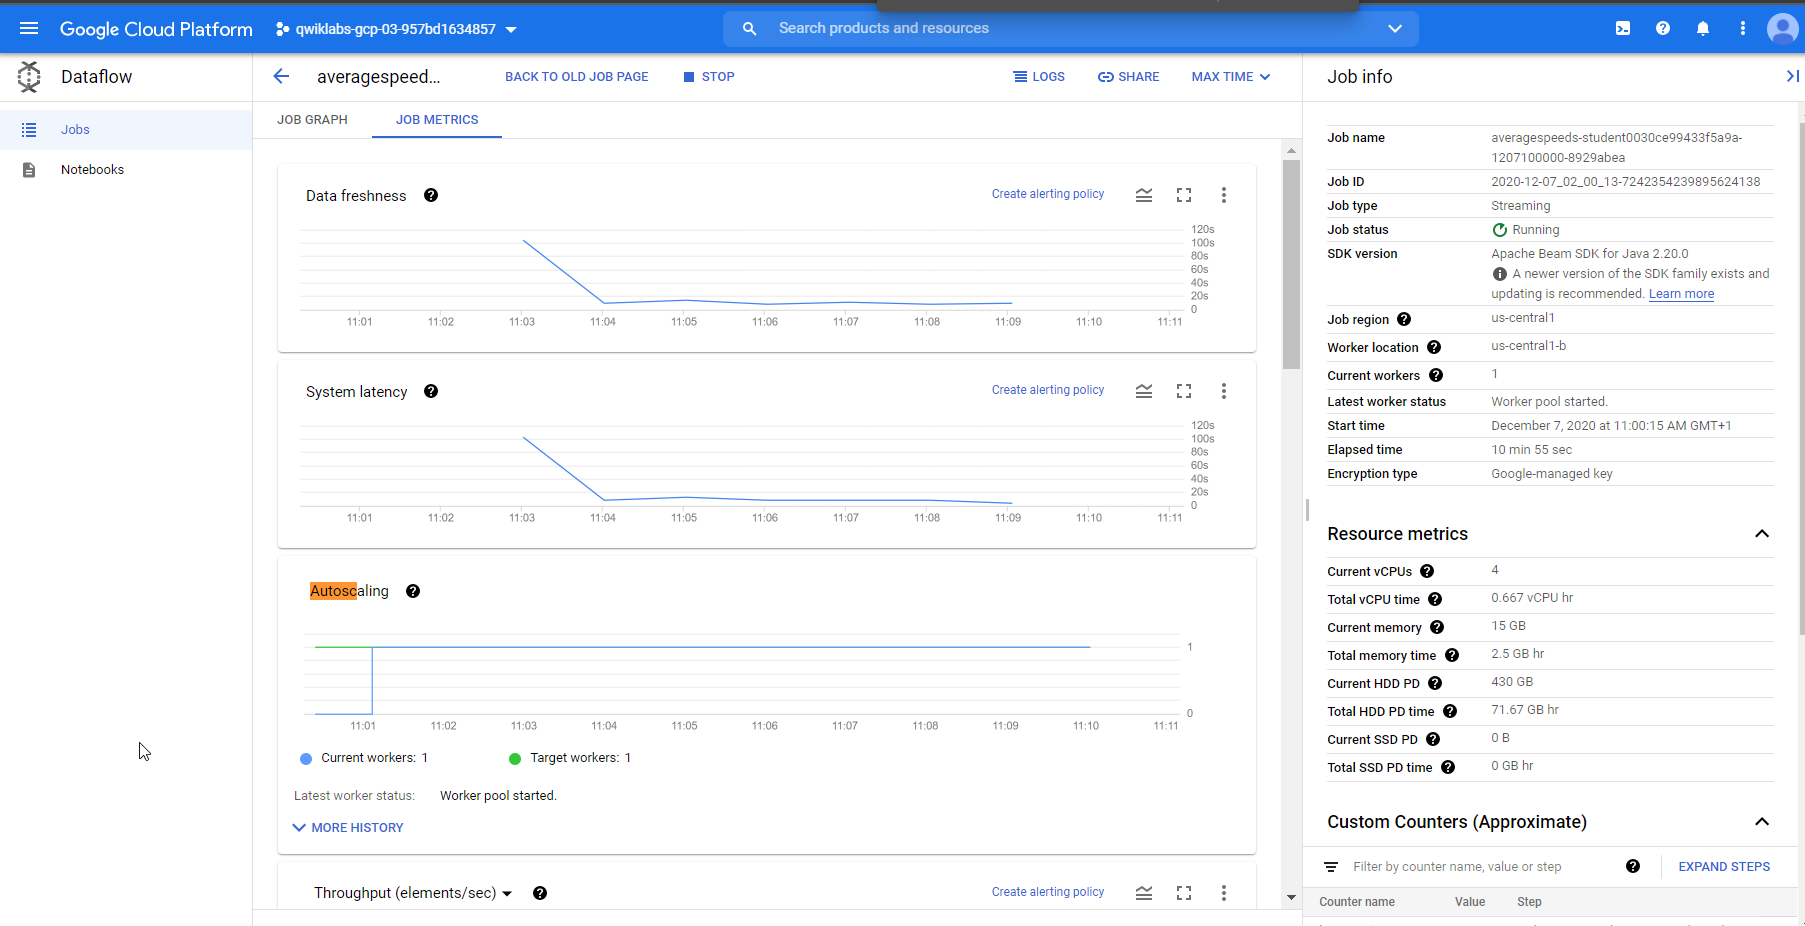 Google Cloud Platform
qwiklabs-gcp-03-957bd1634857
Search products and resources
Dataflow
Jobs
Notebooks
averagespeed...
BACK TO OLD JOB PAGE
STOP
LOGS
SHARE
MAX TIME
JOB GRAPH
JOB METRICS
Data freshness
Create alerting policy
120s
100s
80s
60s
40s
20s
0
11:01 11:02 11:03 11:04 11:05 11:06 11:07 11:08 11:09 11:10 11:11
System latency
Create alerting policy
120s
100s
80s
60s
40s
20s
0
11:01 11:02 11:03 11:04 11:05 11:06 11:07 11:08 11:09 11:10 11:11
Autoscaling
1
0
11:01 11:02 11:03 11:04 11:05 11:06 11:07 11:08 11:09 11:10 11:11
Current workers: 1
Target workers: 1
Latest worker status: Worker pool started.
MORE HISTORY
Throughput (elements/sec)
Create alerting policy
Job info
Job name averagespeeds-student0030ce99433f5a9a-
1207100000-8929abea
Job ID 2020-12-07_02_00_13-7242354239895624138
Job type Streaming
Job status Running
SDK version Apache Beam SDK for Java 2.20.0
A newer version of the SDK family exists and
updating is recommended. Learn more
Job region us-central1
Worker location us-central1-b
Current workers 1
Latest worker status Worker pool started.
Start time December 7, 2020 at 11:00:15 AM GMT+1
Elapsed time 10 min 55 sec
Encryption type Google-managed key
Resource metrics
Current vCPUs 4
Total vCPU time 0.667 vCPU hr
Current memory 15 GB
Total memory time 2.5 GB hr
Current HDD PD 430 GB
Total HDD PD time 71.67 GB hr
Current SSD PD 0 B
Total SSD PD time 0 GB hr
Custom Counters (Approximate)
Filter by counter name, value or step
EXPAND STEPS
Counter name Value Step